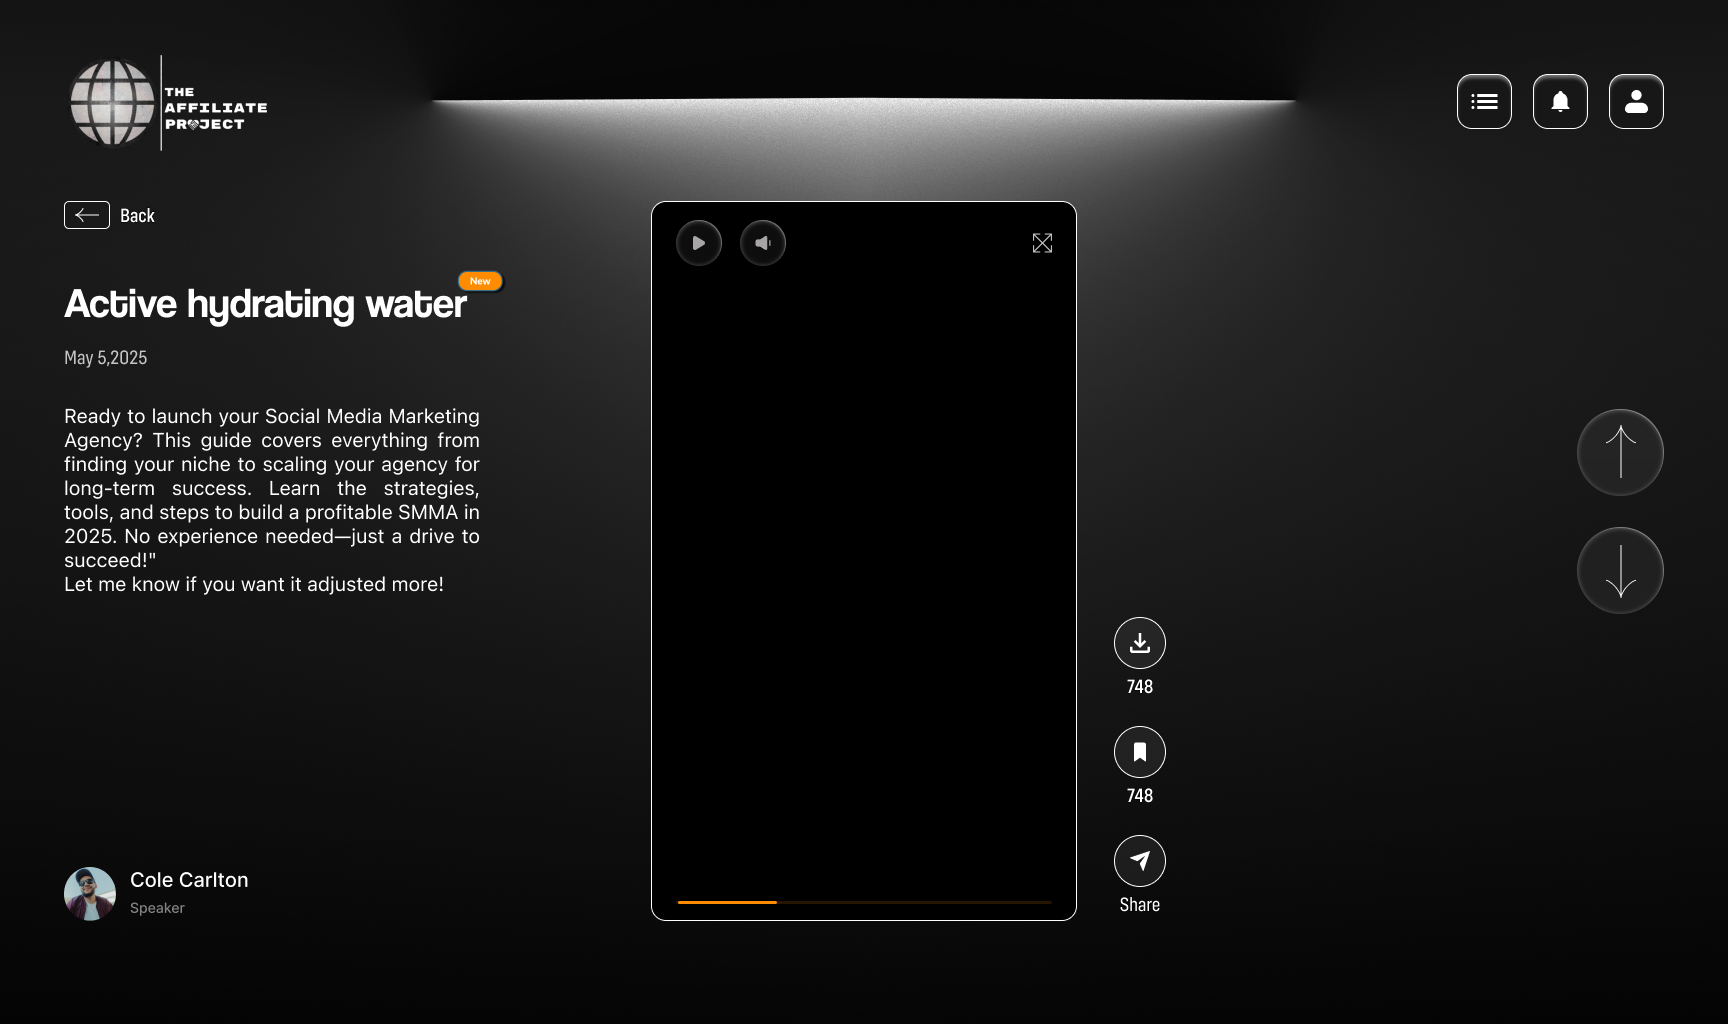 THE
AFFILIATE
PROJECT
Back
New
Active hydrating water
May 5,2025
Ready to launch your Social Media Marketing
Agency? This guide covers everything from
finding your niche to scaling your agency for
long-term success. Learn the strategies,
tools, and steps to build a profitable SMMA in
2025. No experience needed—just a drive to
succeed!"
Let me know if you want it adjusted more!
748
748
Share
Cole Carlton
Speaker